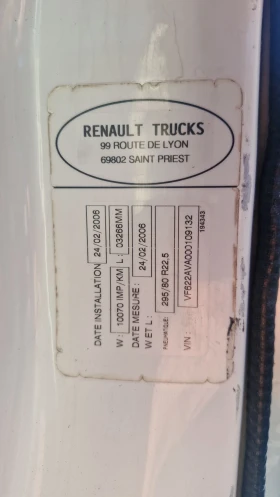 RENAULT TRUCKS
99 ROUTE DE LYON
69802 SAINT PRIEST
DATE INSTALLATION 24/02/2006
W : 10070 IMP/KM L : 03266MM
DATE MESURE : 24/02/2006
W ET L :
PNEUMATIQUE: 295/80 R22.5
VIN : VF622AVA000109132
194343